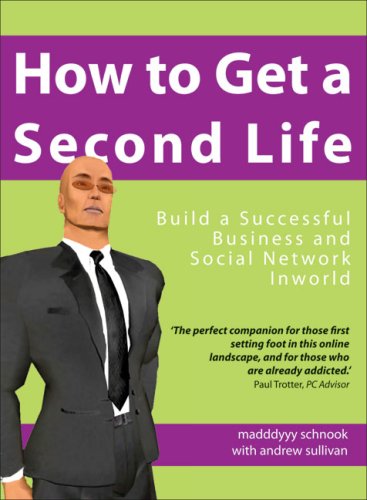 How to Get a
Second Life
Build a Successful
Business and
Social Network
Inworld
'The perfect companion for those first
setting foot in this online
landscape, and for those who
are already addicted.'
Paul Trotter, PC Advisor
madddyyy schnook
with andrew sullivan